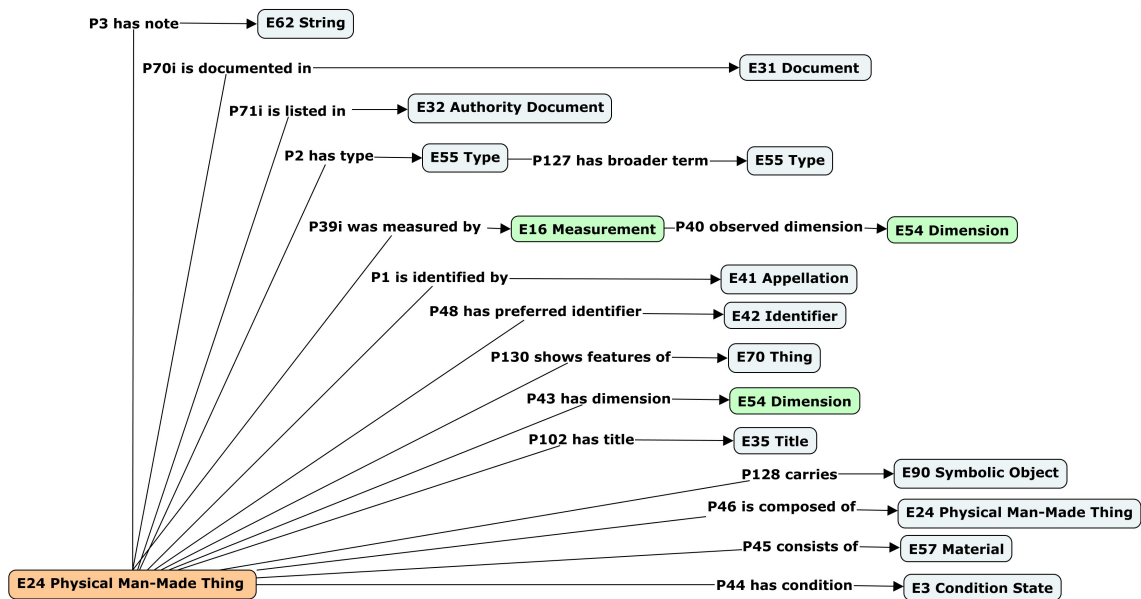 P3 has note E62 String
P70i is documented in E31 Document
P71i is listed in E32 Authority Document
P2 has type E55 Type P127 has broader term E55 Type
P39i was measured by E16 Measurement P40 observed dimension E54 Dimension
P1 is identified by E41 Appellation
P48 has preferred identifier E42 Identifier
P130 shows features of E70 Thing
P43 has dimension E54 Dimension
P102 has title E35 Title
P128 carries E90 Symbolic Object
P46 is composed of E24 Physical Man-Made Thing
P45 consists of E57 Material
E24 Physical Man-Made Thing P44 has condition E3 Condition State